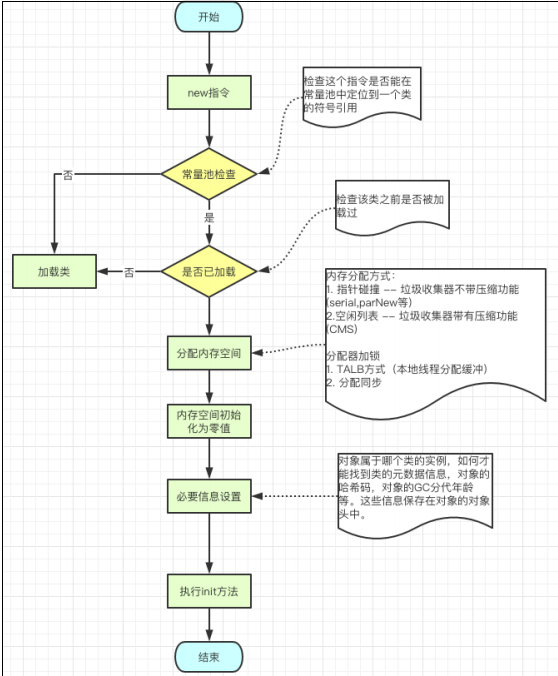 开始
new指令
检查这个指令是否能在
常量池中定位到一个类
的符号引用
常量池检查
否
是
检查该类之前是否被加
载过
是否已加载
否
加载类
内存分配方式：
1. 指针碰撞 -- 垃圾收集器不带压缩功能
(serial,parNew等)
2.空闲列表 -- 垃圾收集器带有压缩功能
(CMS)
分配器加锁
1. TALB方式（本地线程分配缓冲）
2. 分配同步
分配内存空间
内存空间初始
化为零值
对象属于哪个类的实例，如何才
能找到类的元数据信息，对象的
哈希码，对象的GC分代年龄
等。这些信息保存在对象的对象
头中。
必要信息设置
执行init方法
结束